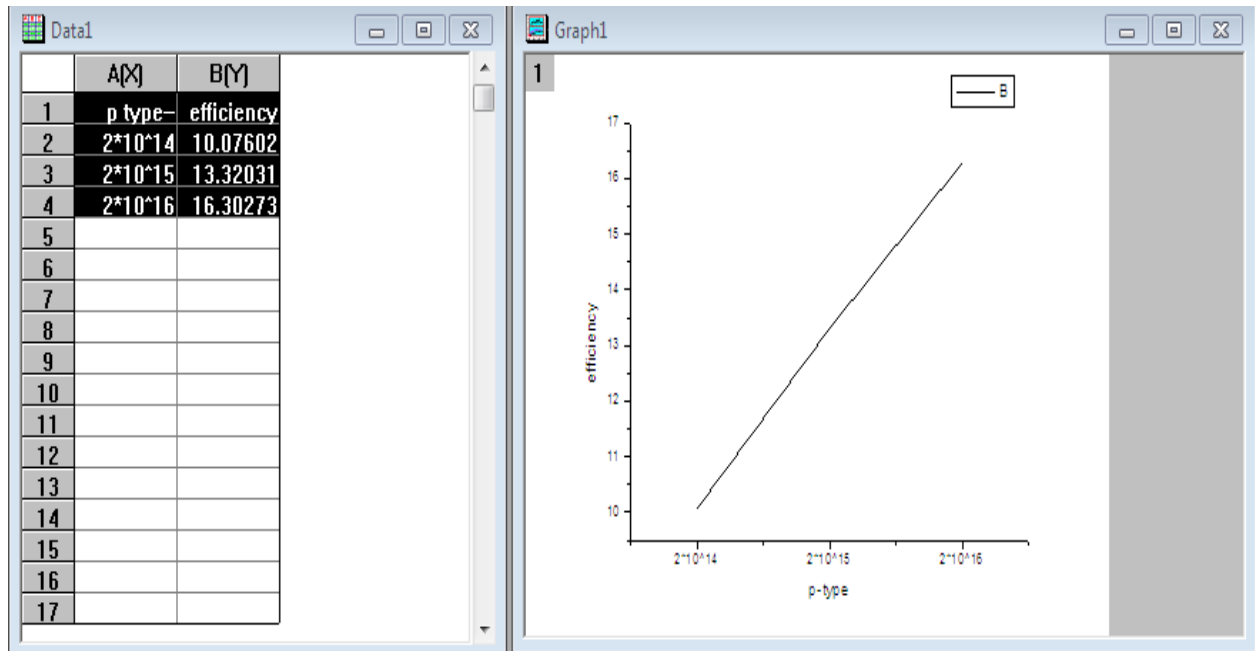 Data1
A(X) B(Y)
1 p type– efficiency
2 2*10^14 10.07602
3 2*10^15 13.32031
4 2*10^16 16.30273
5
6
7
8
9
10
11
12
13
14
15
16
17
Graph1
1
B
17
16
15
14
13
12
11
10
efficiency
2*10^14 2*10^15 2*10^16
p-type